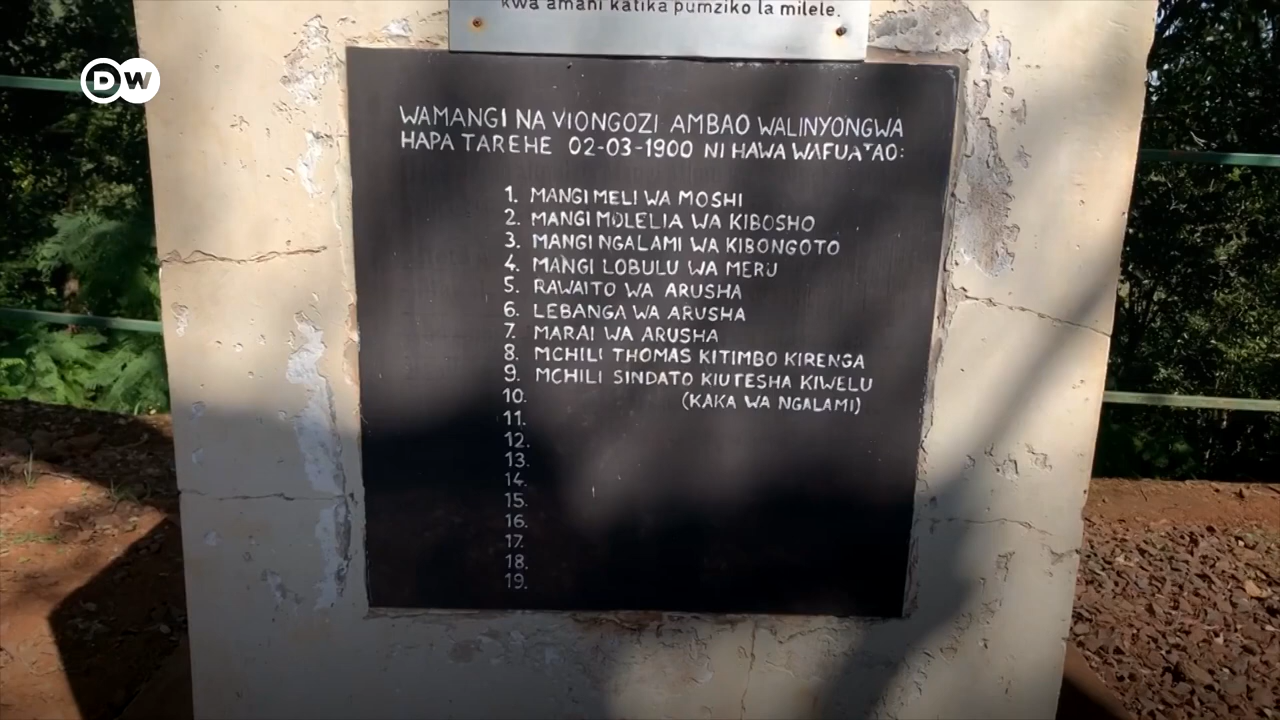 kwa amani katika pumziko la milele.
DW
WAMANGI NA VIONGOZI AMBAO WALINYONGWA
HAPA TAREHE 02-03-1900 NI HAWA WAFUATAO:
1. MANGI MELI WA MOSHI
2. MANGI MOLELIA WA KIBOSHO
3. MANGI NGALAMI WA KIBONGOTO
4. MANGI LOBULU WA MERU
5. RAWAITO WA ARUSHA
6. LEBANGA WA ARUSHA
7. MARAI WA ARUSHA
8. MCHILI THOMAS KITIMBO KIRENGA
9. MCHILI SINDATO KIUTESHA KIWELU
10. (KAKA WA NGALAMI)
11.
12.
13.
14.
15.
16.
17.
18.
19.